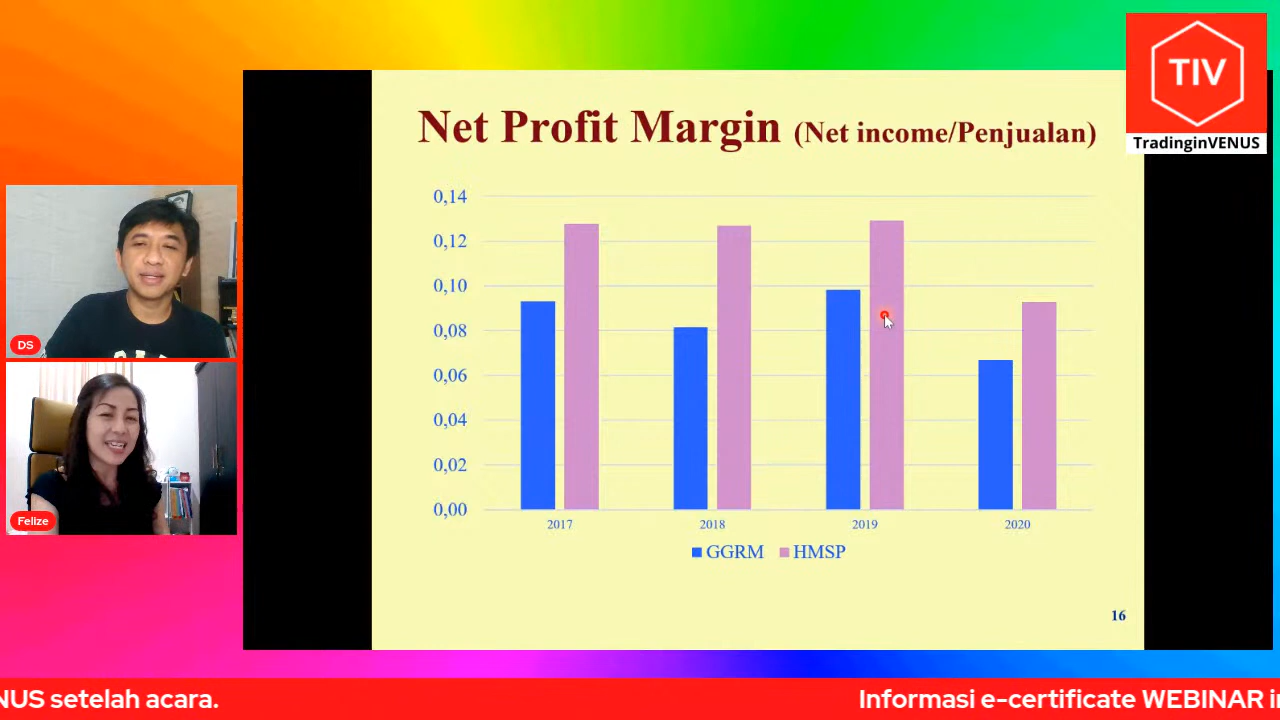 TIV
TradinginVENUS
Net Profit Margin (Net income/Penjualan)
0,14
0,12
0,10
0,08
0,06
0,04
0,02
0,00
2017 2018 2019 2020
GGRM HMSP
16
DS
Felize
NUS setelah acara.
Informasi e-certificate WEBINAR